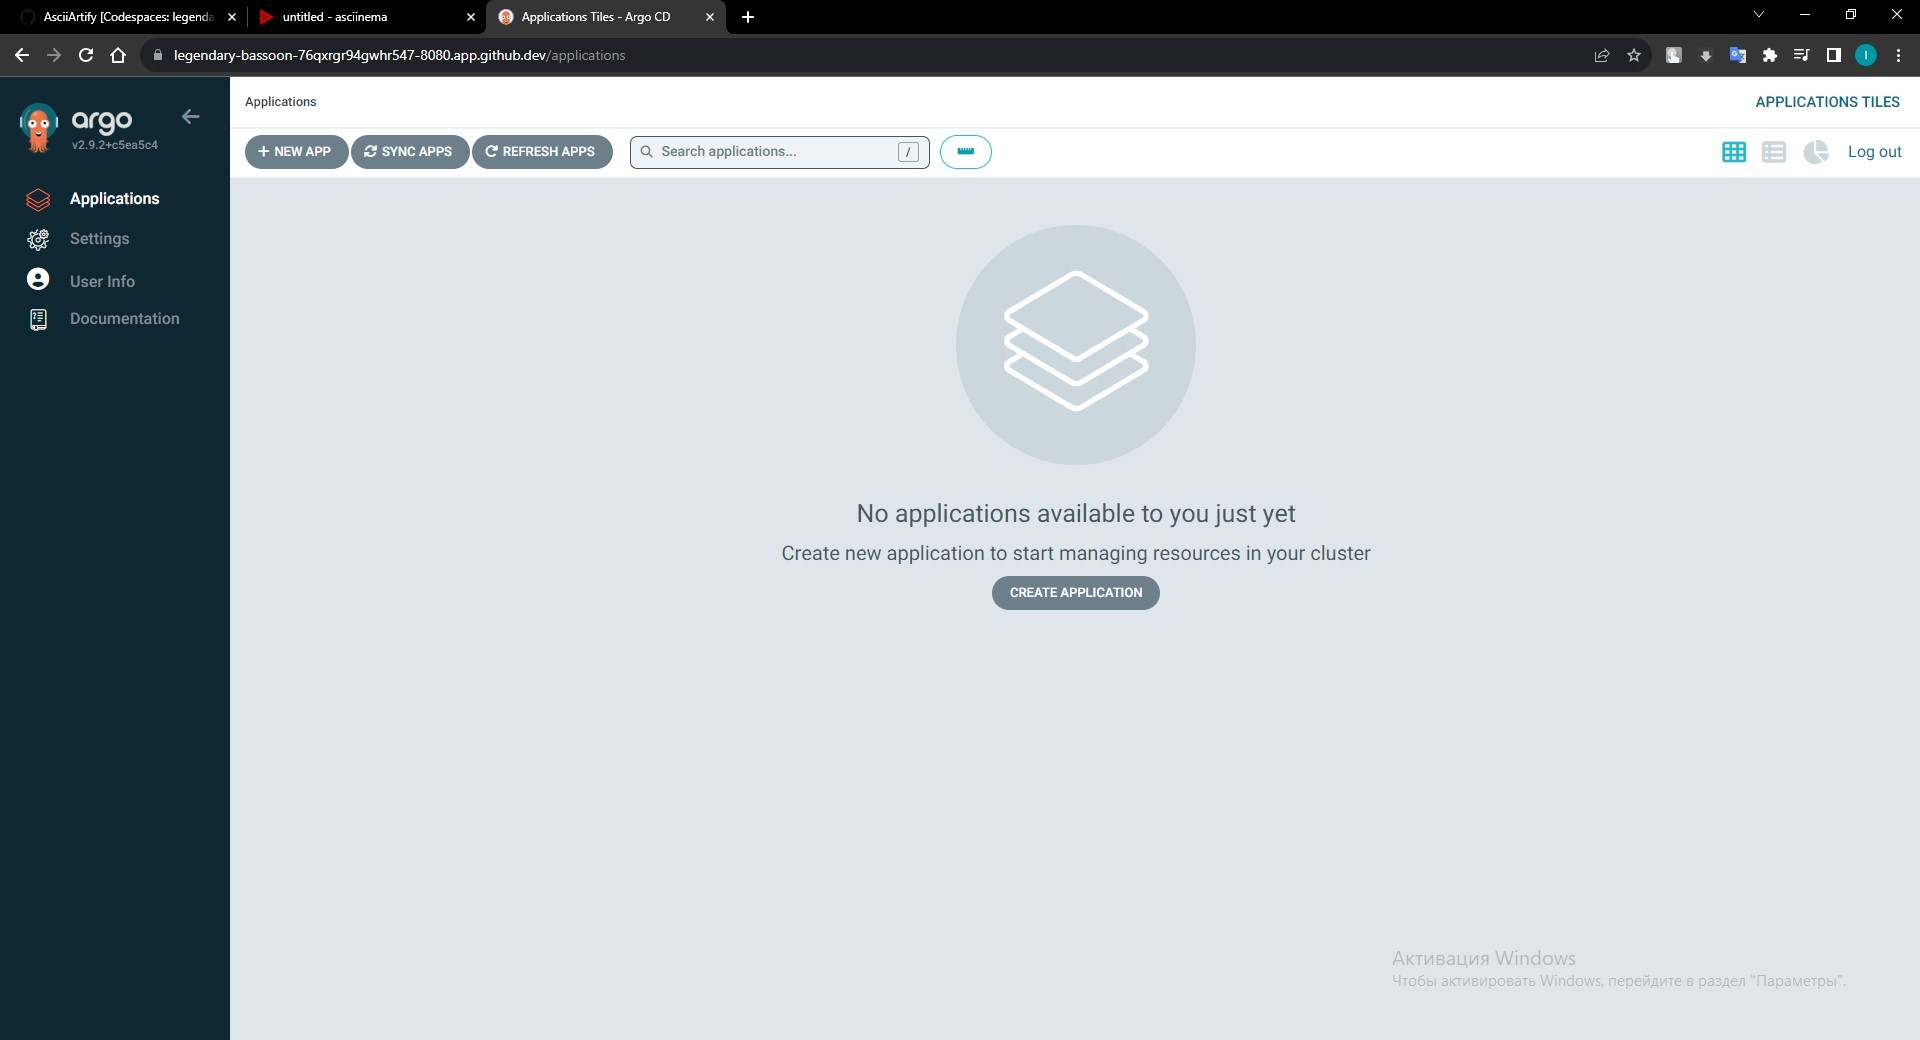 AsciiArtify [Codespaces: legenda
untitled - asciinema
Applications Tiles - Argo CD
legendary-bassoon-76qxrgr94gwhr547-8080.app.github.dev/applications
I
argo
v2.9.2+c5ea5c4
Applications
Settings
User Info
Documentation
Applications
APPLICATIONS TILES
+ NEW APP
SYNC APPS
REFRESH APPS
Search applications...
/
Log out
No applications available to you just yet
Create new application to start managing resources in your cluster
CREATE APPLICATION
Активация Windows
Чтобы активировать Windows, перейдите в раздел "Параметры".